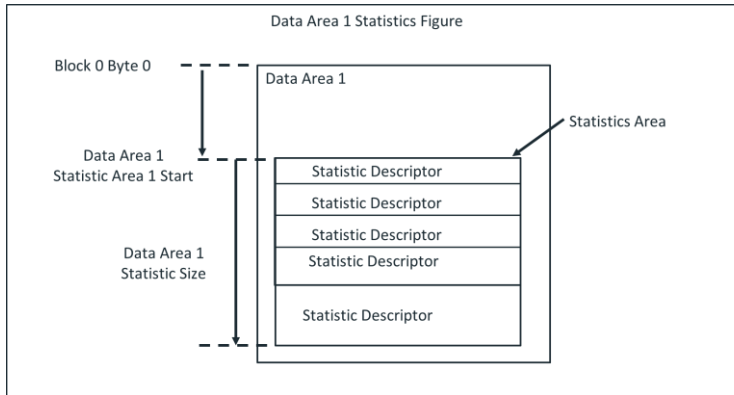 Data Area 1 Statistics Figure
Block 0 Byte 0
Data Area 1
Statistics Area
Data Area 1
Statistic Area 1 Start
Statistic Descriptor
Statistic Descriptor
Statistic Descriptor
Data Area 1
Statistic Size
Statistic Descriptor
Statistic Descriptor